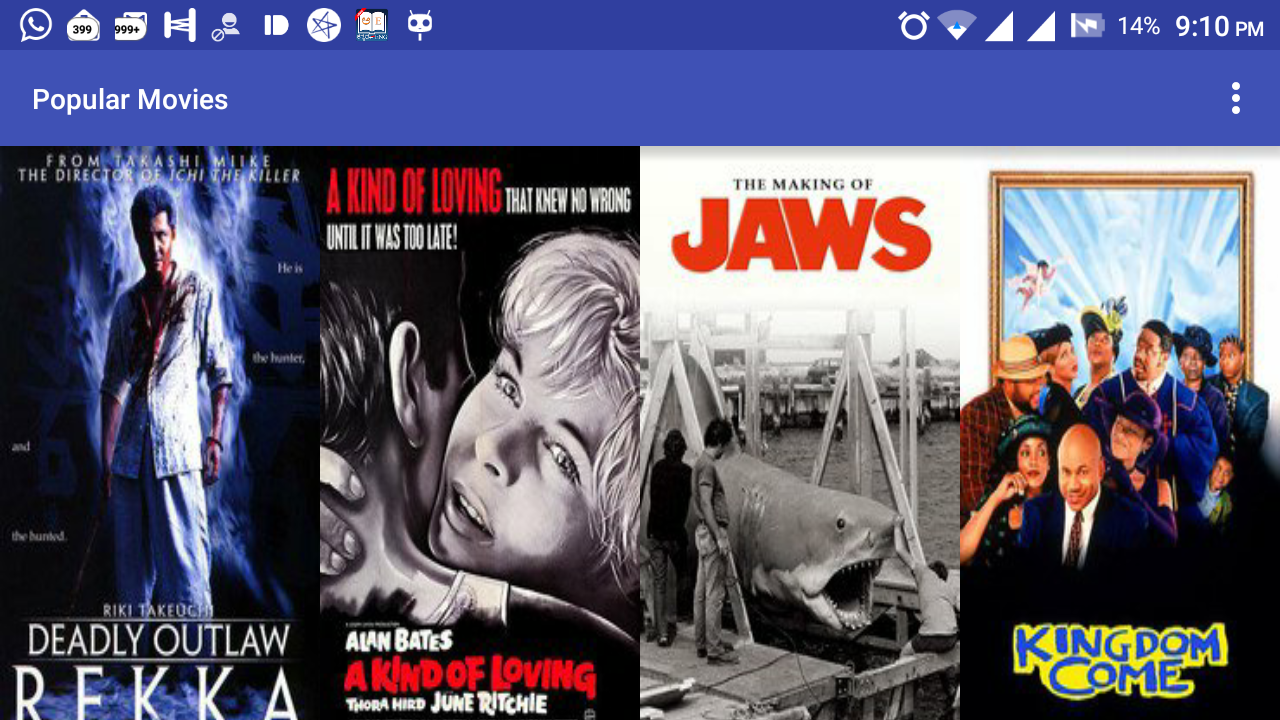 399
999+
14%
9:10 PM
Popular Movies
FROM TAKASHI MIIKE
THE DIRECTOR OF ICHI THE KILLER
He is
the hunter,
and
the hunted.
RIKI TAKEUCHI
DEADLY OUTLAW
REKKA
A KIND OF LOVING THAT KNEW NO WRONG
UNTIL IT WAS TOO LATE!
ALAN BATES
A KIND OF LOVING
THORA HIRD JUNE RITCHIE
THE MAKING OF
JAWS
KINGDOM
COME